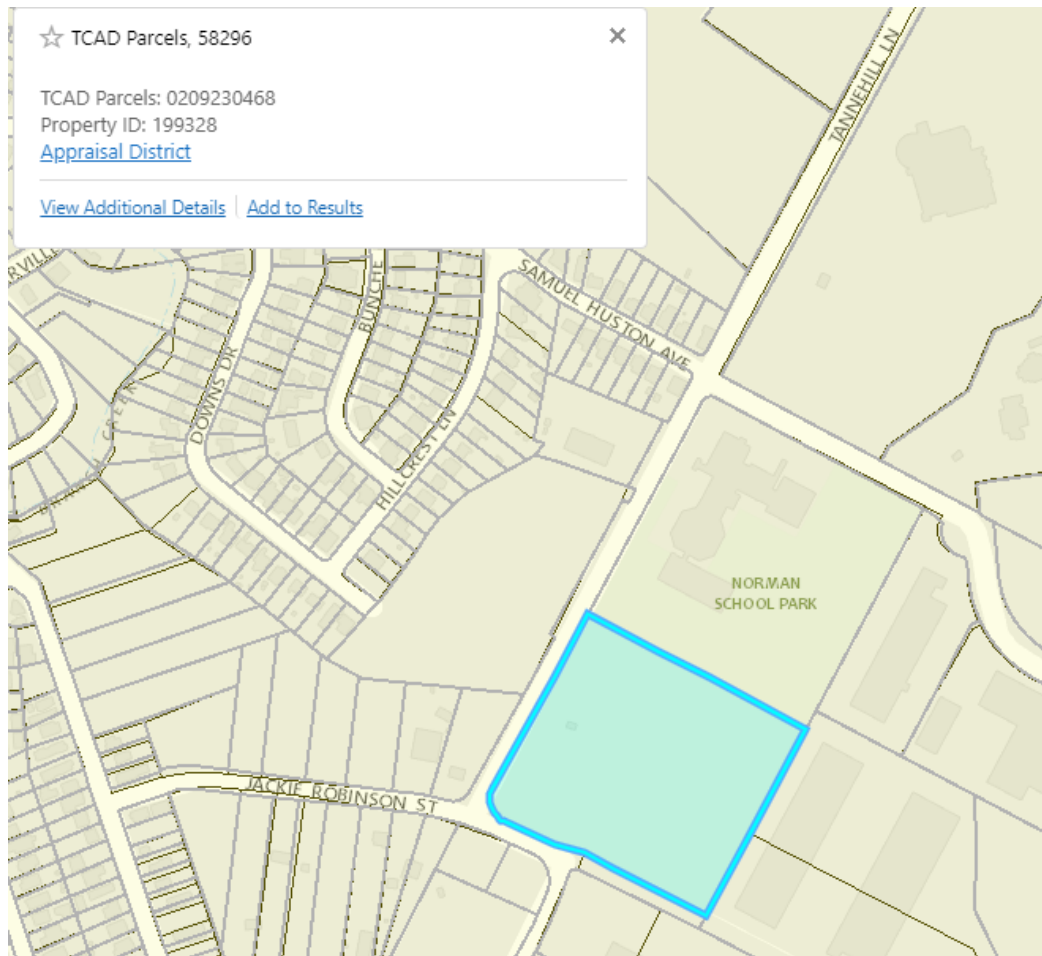 TCAD Parcels, 58296
TCAD Parcels: 0209230468
Property ID: 199328
Appraisal District
View Additional Details
Add to Results
TANNEHILL LN
SAMUEL HUSTON AVE
BUNCHE
DOWNS DR
HILLCREST LN
CREEK
NORMAN
SCHOOL PARK
JACKIE ROBINSON ST